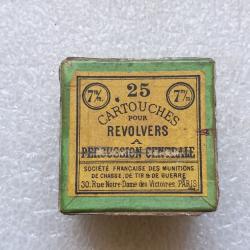 25
7m/m 7m/m
CARTOUCHES
POUR
REVOLVERS
A
PERCUSSION CENTRALE
SOCIÉTÉ FRANÇAISE DES MUNITIONS
DE CHASSE, DE TIR & DE GUERRE
30, Rue Notre-Dame des Victoires, PARIS